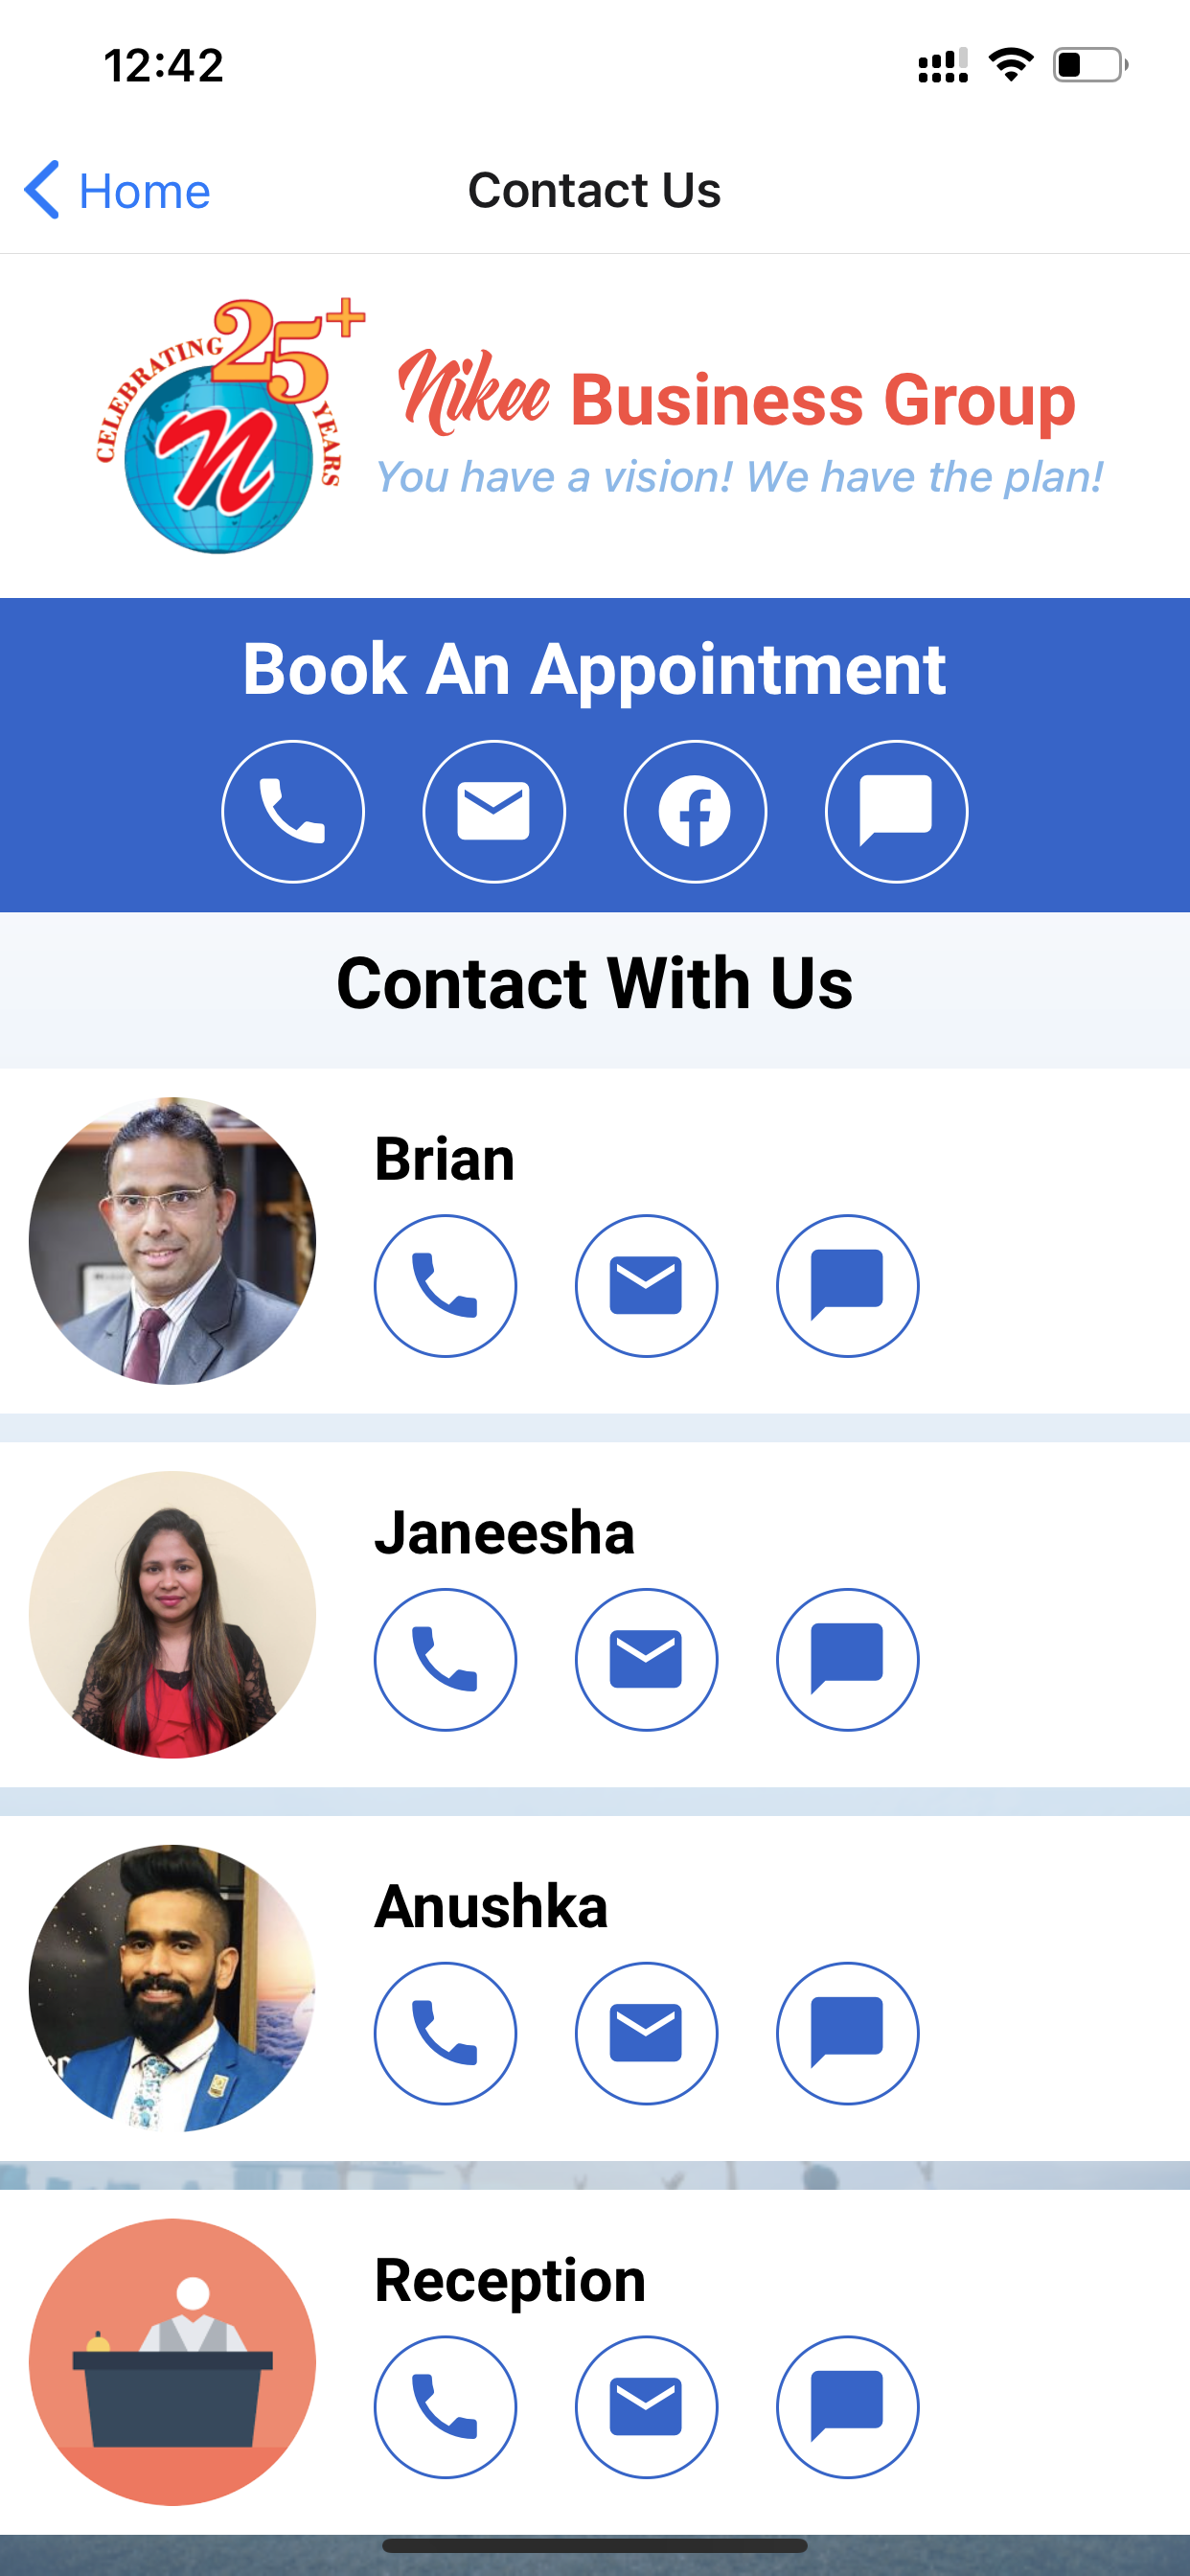 12:42
Home
Contact Us
CELEBRATING 25+ YEARS
n
Nikee Business Group
You have a vision! We have the plan!
Book An Appointment
Contact With Us
Brian
Janeesha
Anushka
Reception